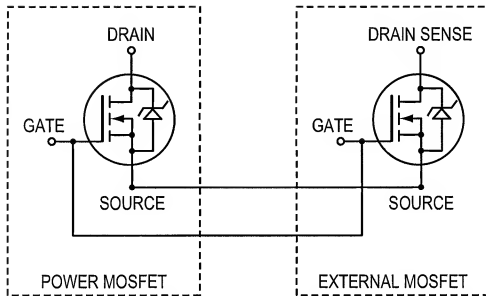 DRAIN
GATE
SOURCE
POWER MOSFET
DRAIN SENSE
GATE
SOURCE
EXTERNAL MOSFET